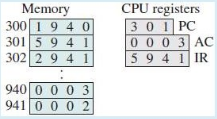 Memory CPU registers
300 1 9 4 0 3 0 1 PC
301 5 9 4 1 0 0 0 3 AC
302 2 9 4 1 5 9 4 1 IR
:
940 0 0 0 3
941 0 0 0 2